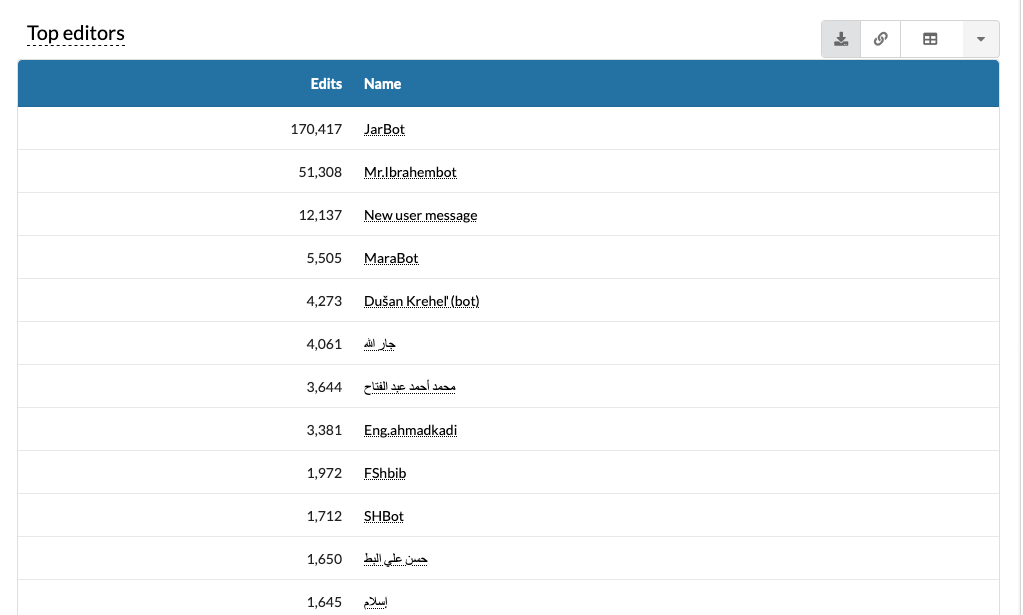 Top editors
Edits Name
170,417 JarBot
51,308 Mr.Ibrahembot
12,137 New user message
5,505 MaraBot
4,273 Dušan Kreheľ (bot)
4,061 جار الله
3,644 محمد أحمد عبد الفتاح
3,381 Eng.ahmadkadi
1,972 FShbib
1,712 SHBot
1,650 حسن علي البط
1,645 إسلام